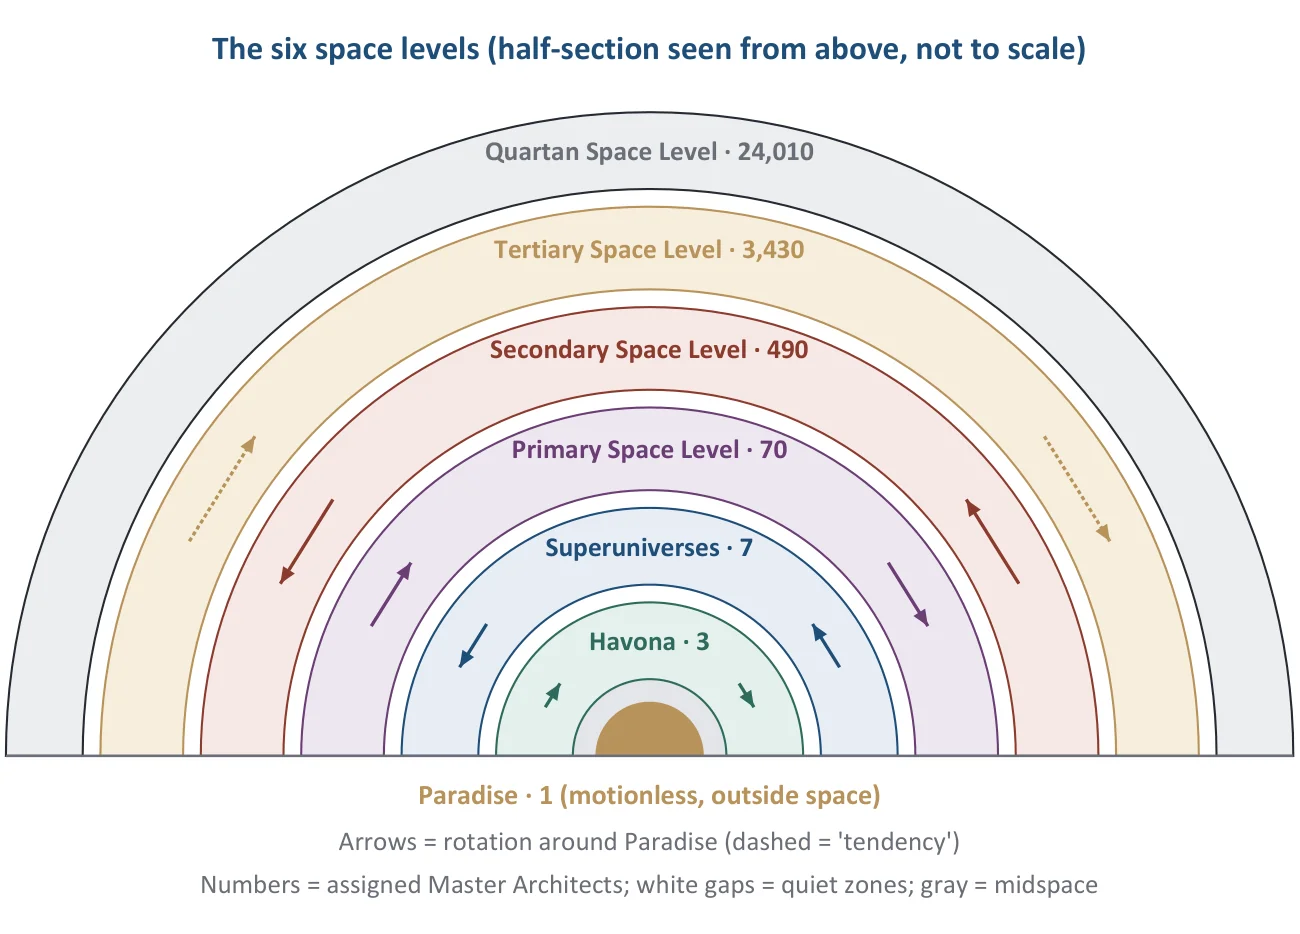 The six space levels (half-section seen from above, not to scale)
Quartan Space Level · 24,010
Tertiary Space Level · 3,430
Secondary Space Level · 490
Primary Space Level · 70
Superuniverses · 7
Havona · 3
Paradise · 1 (motionless, outside space)
Arrows = rotation around Paradise (dashed = 'tendency')
Numbers = assigned Master Architects; white gaps = quiet zones; gray = midspace